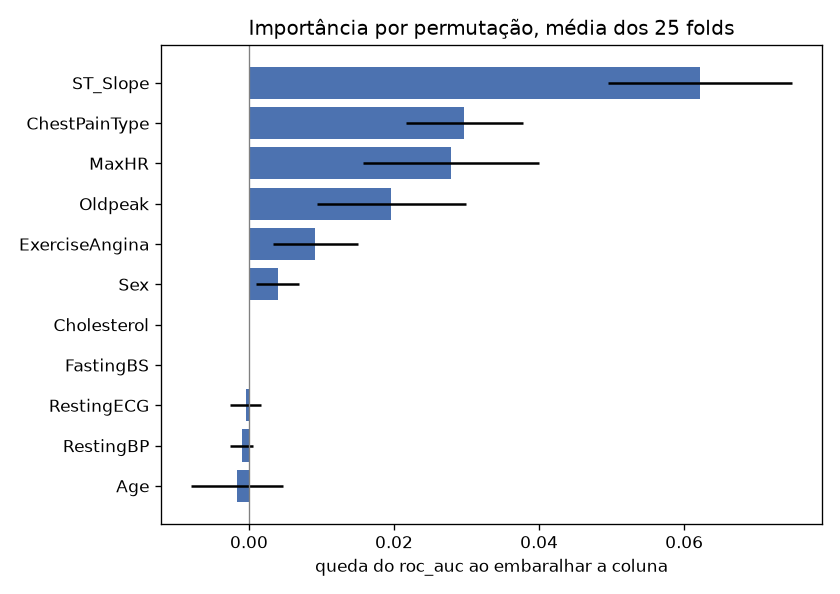 Importância por permutação, média dos 25 folds
ST_Slope
ChestPainType
MaxHR
Oldpeak
ExerciseAngina
Sex
Cholesterol
FastingBS
RestingECG
RestingBP
Age
0.00 0.02 0.04 0.06
queda do roc_auc ao embaralhar a coluna